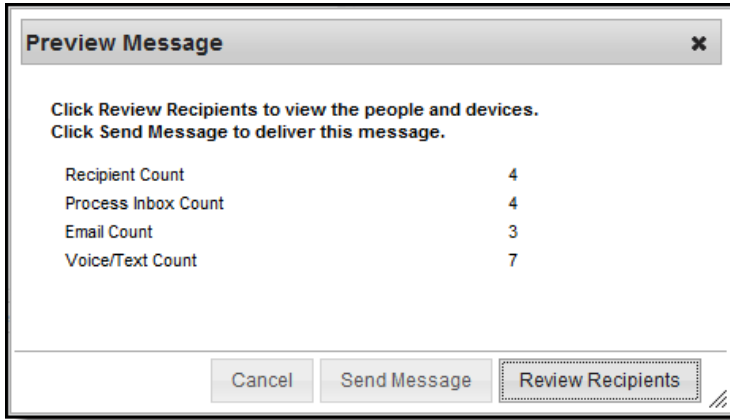 Preview Message
Click Review Recipients to view the people and devices.
Click Send Message to deliver this message.
Recipient Count 4
Process Inbox Count 4
Email Count 3
Voice/Text Count 7
Cancel Send Message Review Recipients